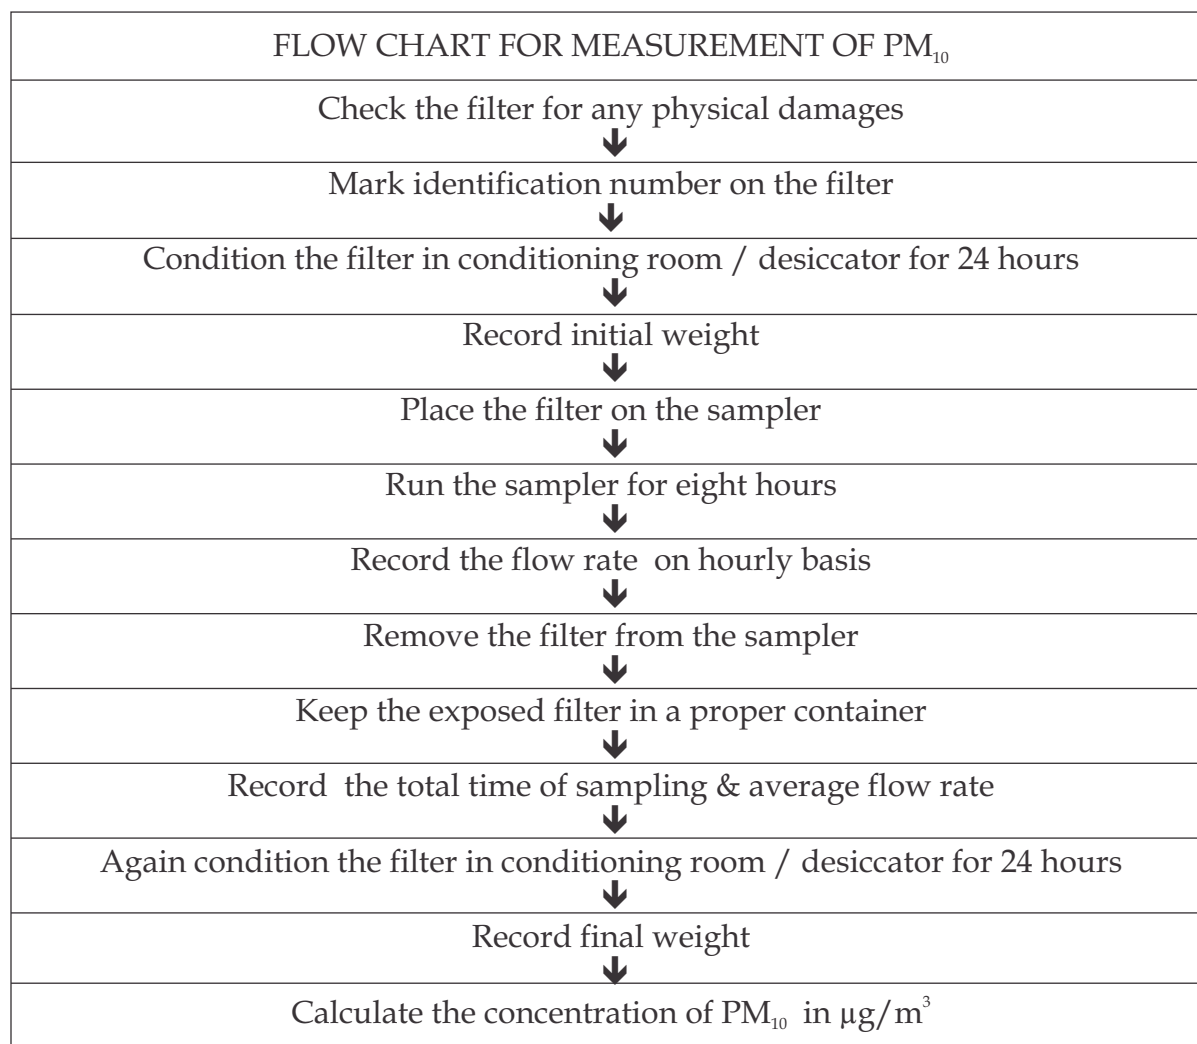 FLOW CHART FOR MEASUREMENT OF PM₁₀
Check the filter for any physical damages
Mark identification number on the filter
Condition the filter in conditioning room / desiccator for 24 hours
Record initial weight
Place the filter on the sampler
Run the sampler for eight hours
Record the flow rate on hourly basis
Remove the filter from the sampler
Keep the exposed filter in a proper container
Record the total time of sampling & average flow rate
Again condition the filter in conditioning room / desiccator for 24 hours
Record final weight
Calculate the concentration of PM₁₀ in µg/m³